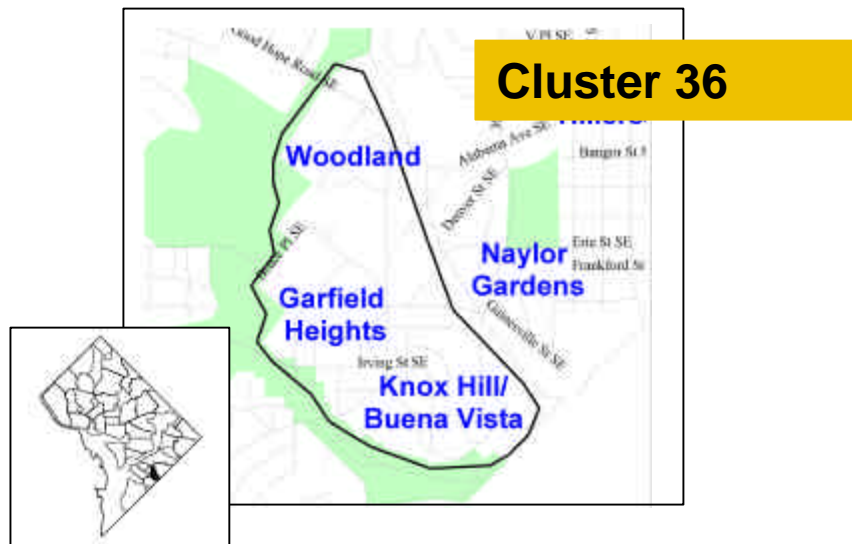 Good Hope Road SE
V Pl SE
Cluster 36
Alabama Ave SE
Bangor St
Woodland
Denver St SE
Naylor
Gardens
Erie St SE
Frankford St
Garfield
Heights
Gainesville St SE
Irving St SE
Knox Hill/
Buena Vista